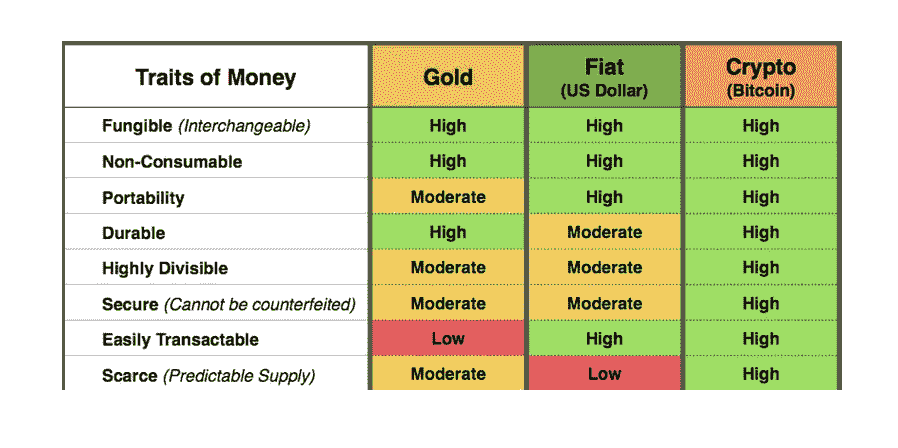 Traits of Money Gold Fiat (US Dollar) Crypto (Bitcoin)
Fungible (Interchangeable) High High High
Non-Consumable High High High
Portability Moderate High High
Durable High Moderate High
Highly Divisible Moderate Moderate High
Secure (Cannot be counterfeited) Moderate Moderate High
Easily Transactable Low High High
Scarce (Predictable Supply) Moderate Low High